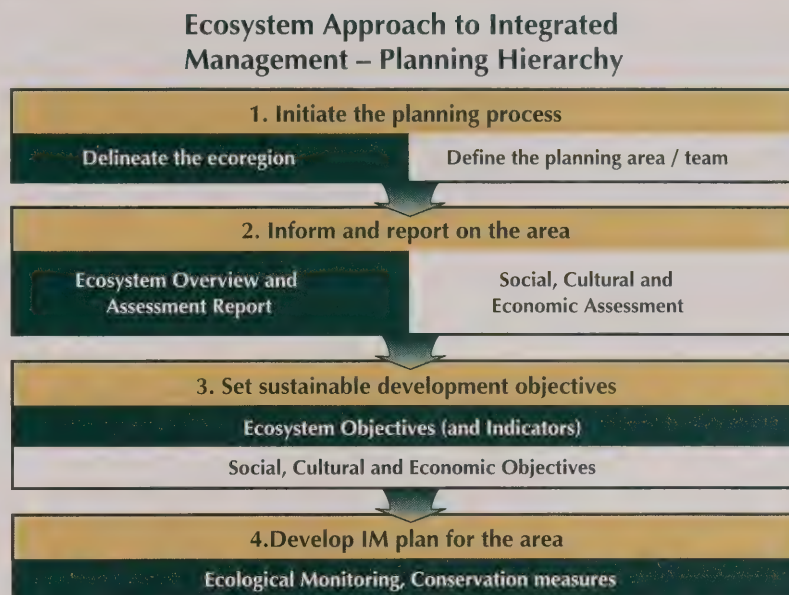 Ecosystem Approach to Integrated
Management – Planning Hierarchy
1. Initiate the planning process
Delineate the ecoregion
Define the planning area / team
2. Inform and report on the area
Ecosystem Overview and
Assessment Report
Social, Cultural and
Economic Assessment
3. Set sustainable development objectives
Ecosystem Objectives (and Indicators)
Social, Cultural and Economic Objectives
4.Develop IM plan for the area
Ecological Monitoring, Conservation measures